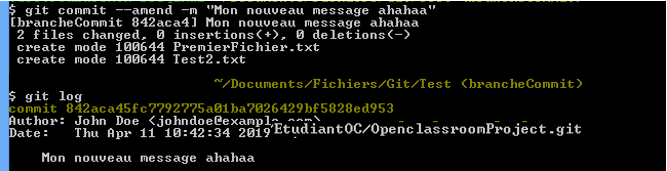 $ git commit --amend -m "Mon nouveau message ahahaa"
[brancheCommit 842aca4] Mon nouveau message ahahaa
 2 files changed, 0 insertions(+), 0 deletions(-)
 create mode 100644 PremierFichier.txt
 create mode 100644 Test2.txt
~/Documents/Fichiers/Git/Test (brancheCommit)
$ git log
commit 842aca45fc7792775a01ba7026429bf5828ed953
Author: John Doe <johndoe@example.com>
Date:   Thu Apr 11 10:42:34 2019
EtudiantOC/OpenclassroomProject.git
    Mon nouveau message ahahaa